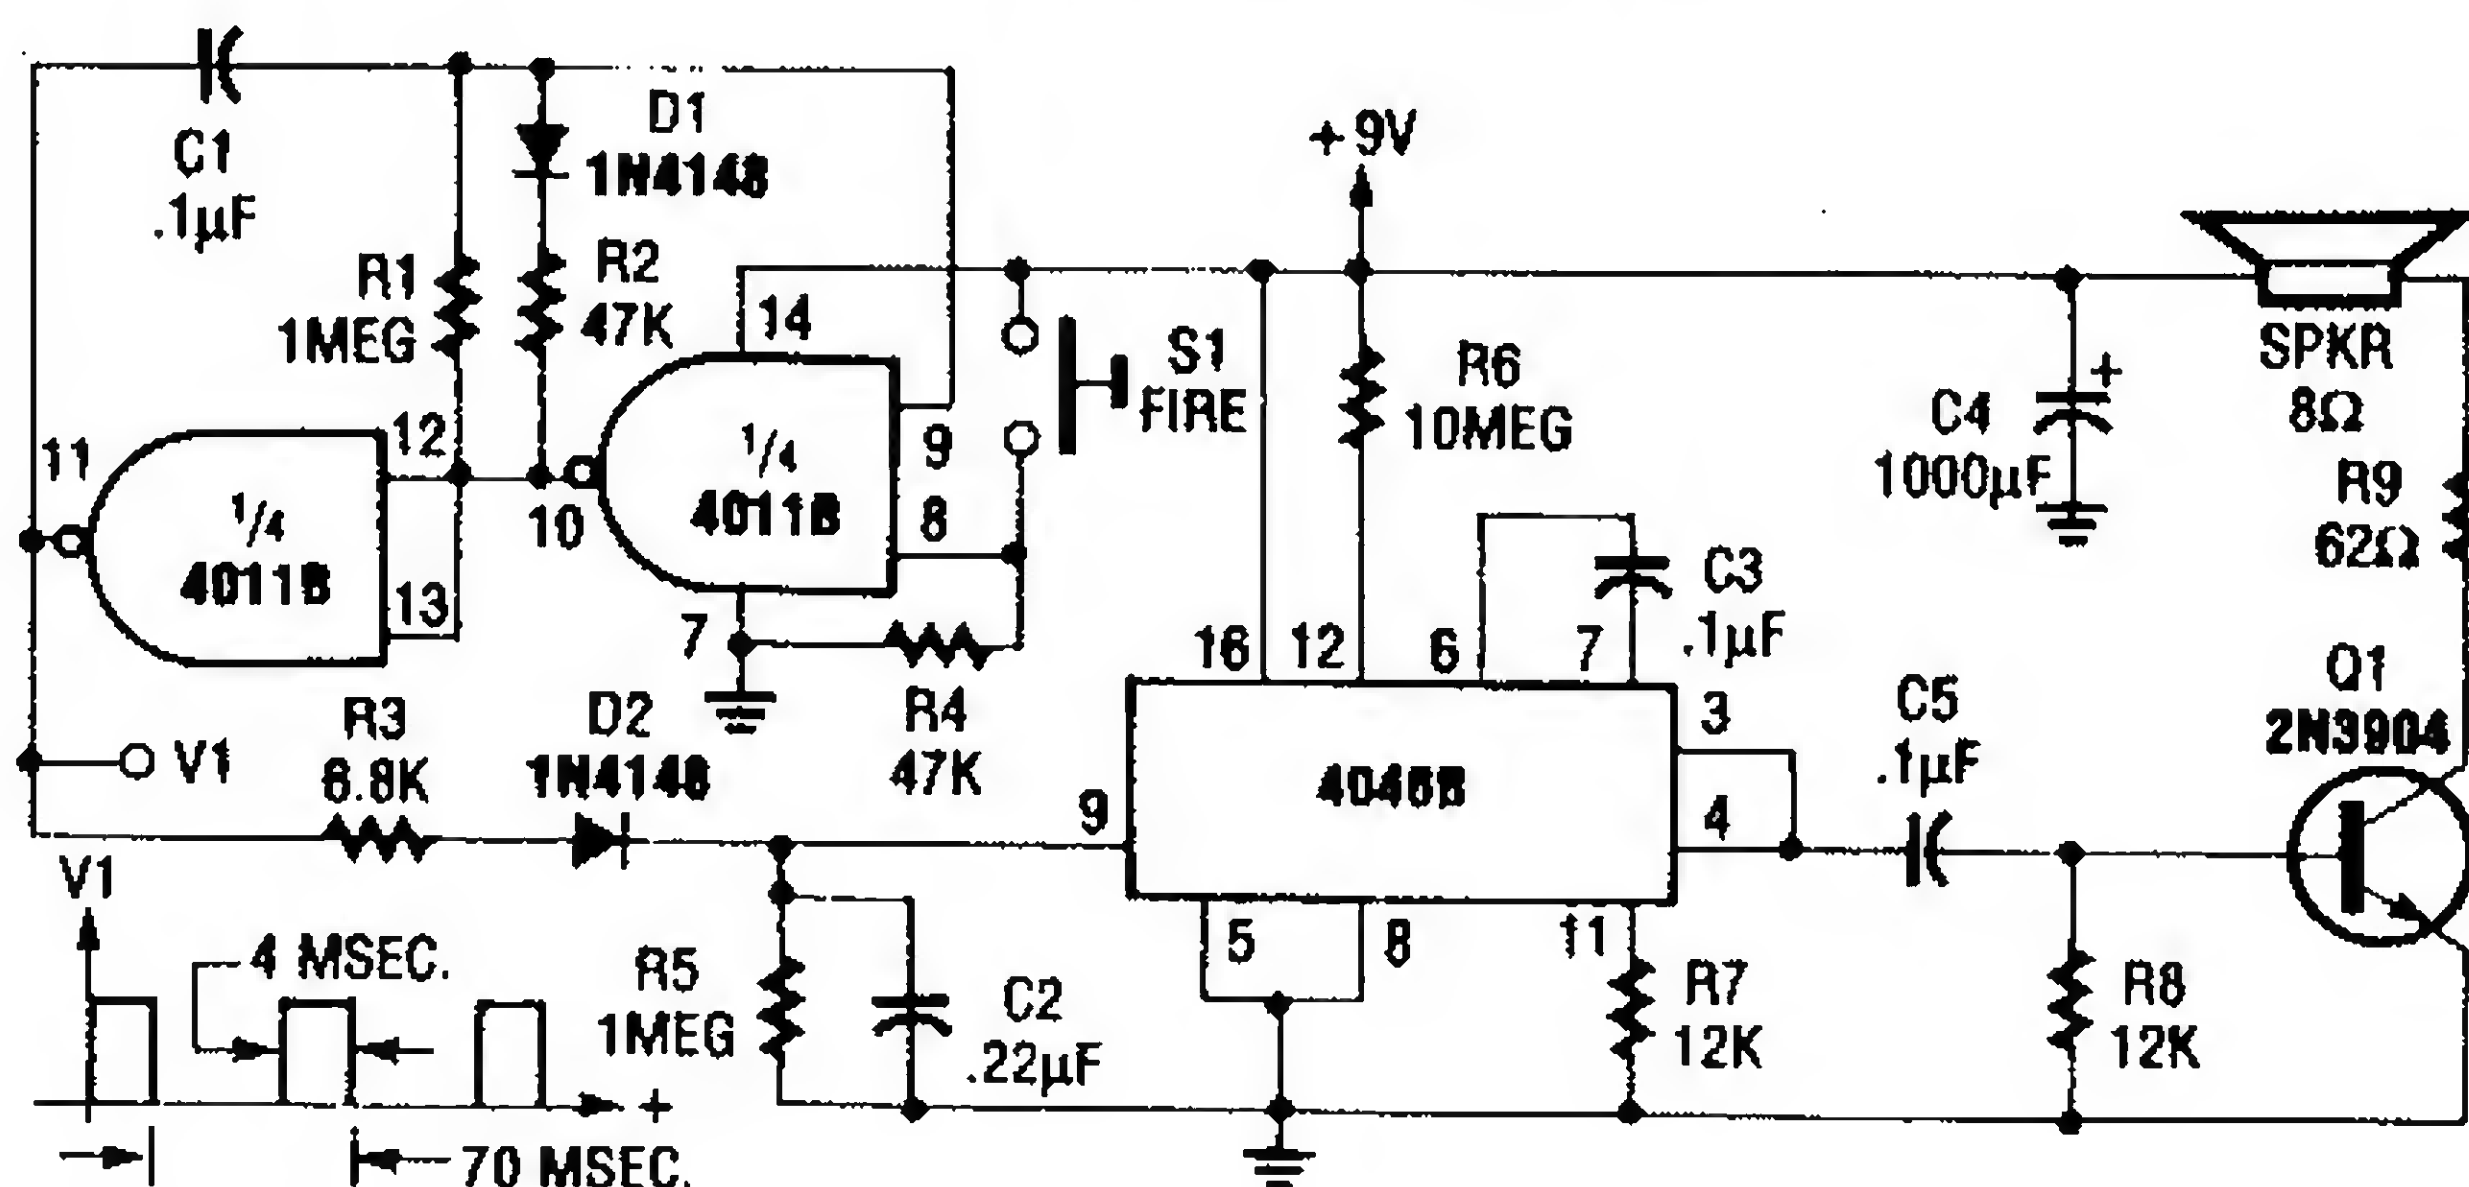 C1
.1µF
D1
1N4148
+9V
R1
1MEG
R2
47K
14
S1
FIRE
R6
10MEG
SPKR
8Ω
C4
+
1000µF
R9
62Ω
11
12
1/4
4011B
13
10
1/4
4011B
9
8
7
C3
.1µF
16
12
6
7
R3
6.8K
D2
1N4148
R4
47K
V1
9
4046B
3
4
C5
.1µF
Q1
2N3904
5
8
11
V1
4 MSEC.
R5
1MEG
C2
.22µF
R7
12K
R8
12K
+
70 MSEC.